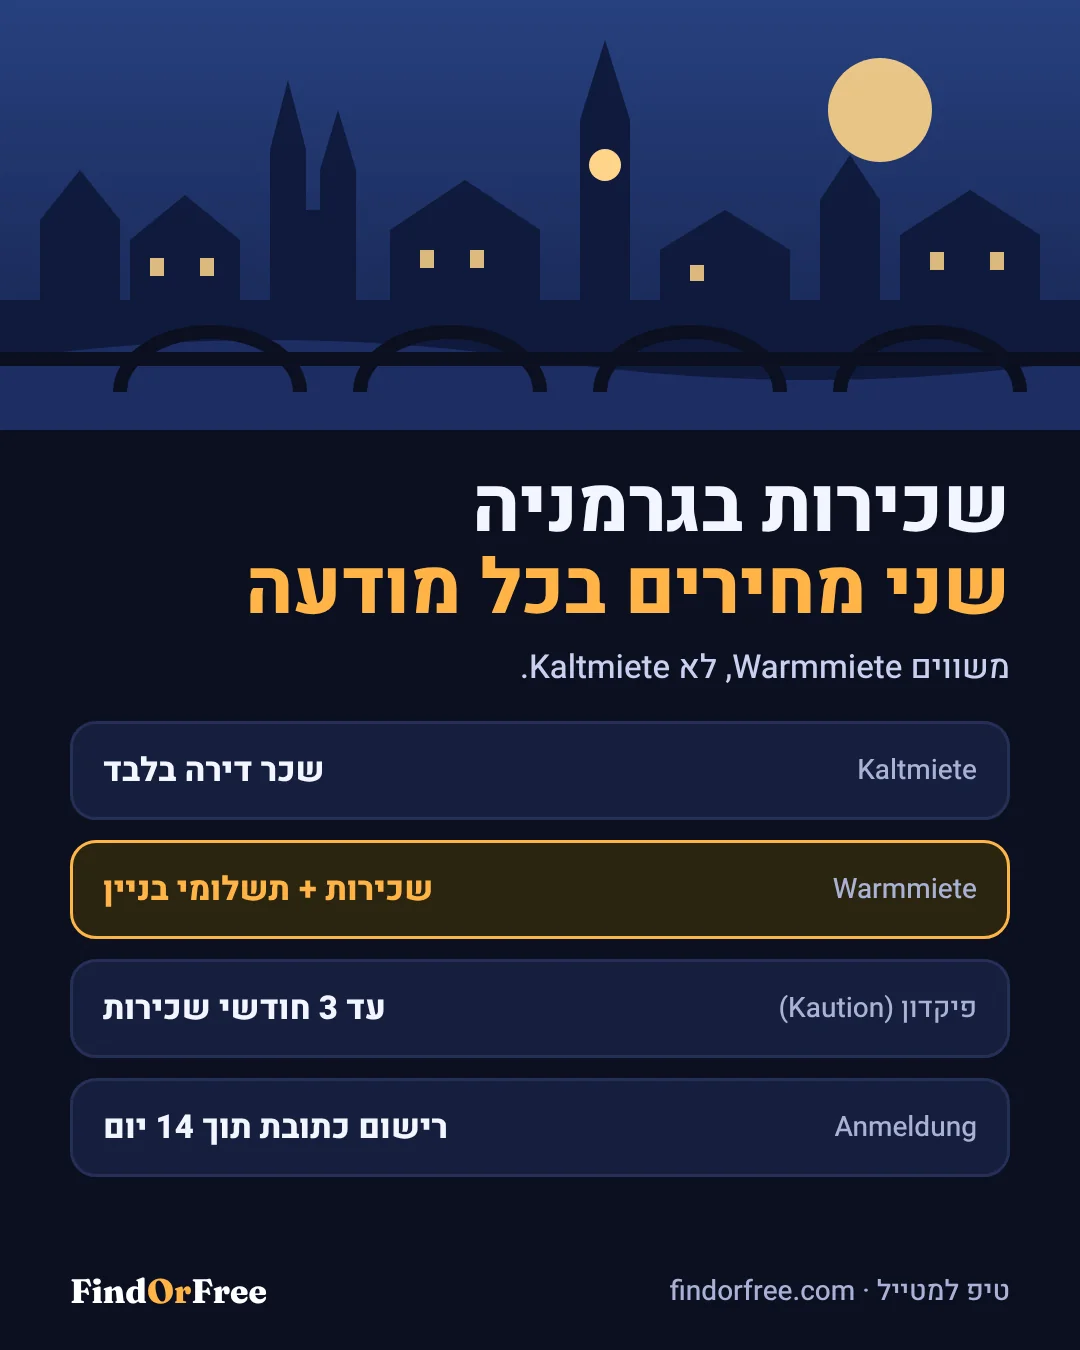 שכירות בגרמניה
שני מחירים בכל מודעה
משווים Warmmiete, לא Kaltmiete.
Kaltmiete שכר דירה בלבד
Warmmiete שכירות + תשלומי בניין
פיקדון (Kaution) עד 3 חודשי שכירות
Anmeldung רישום כתובת תוך 14 יום
טיפ למטייל · findorfree.com
FindOrFree